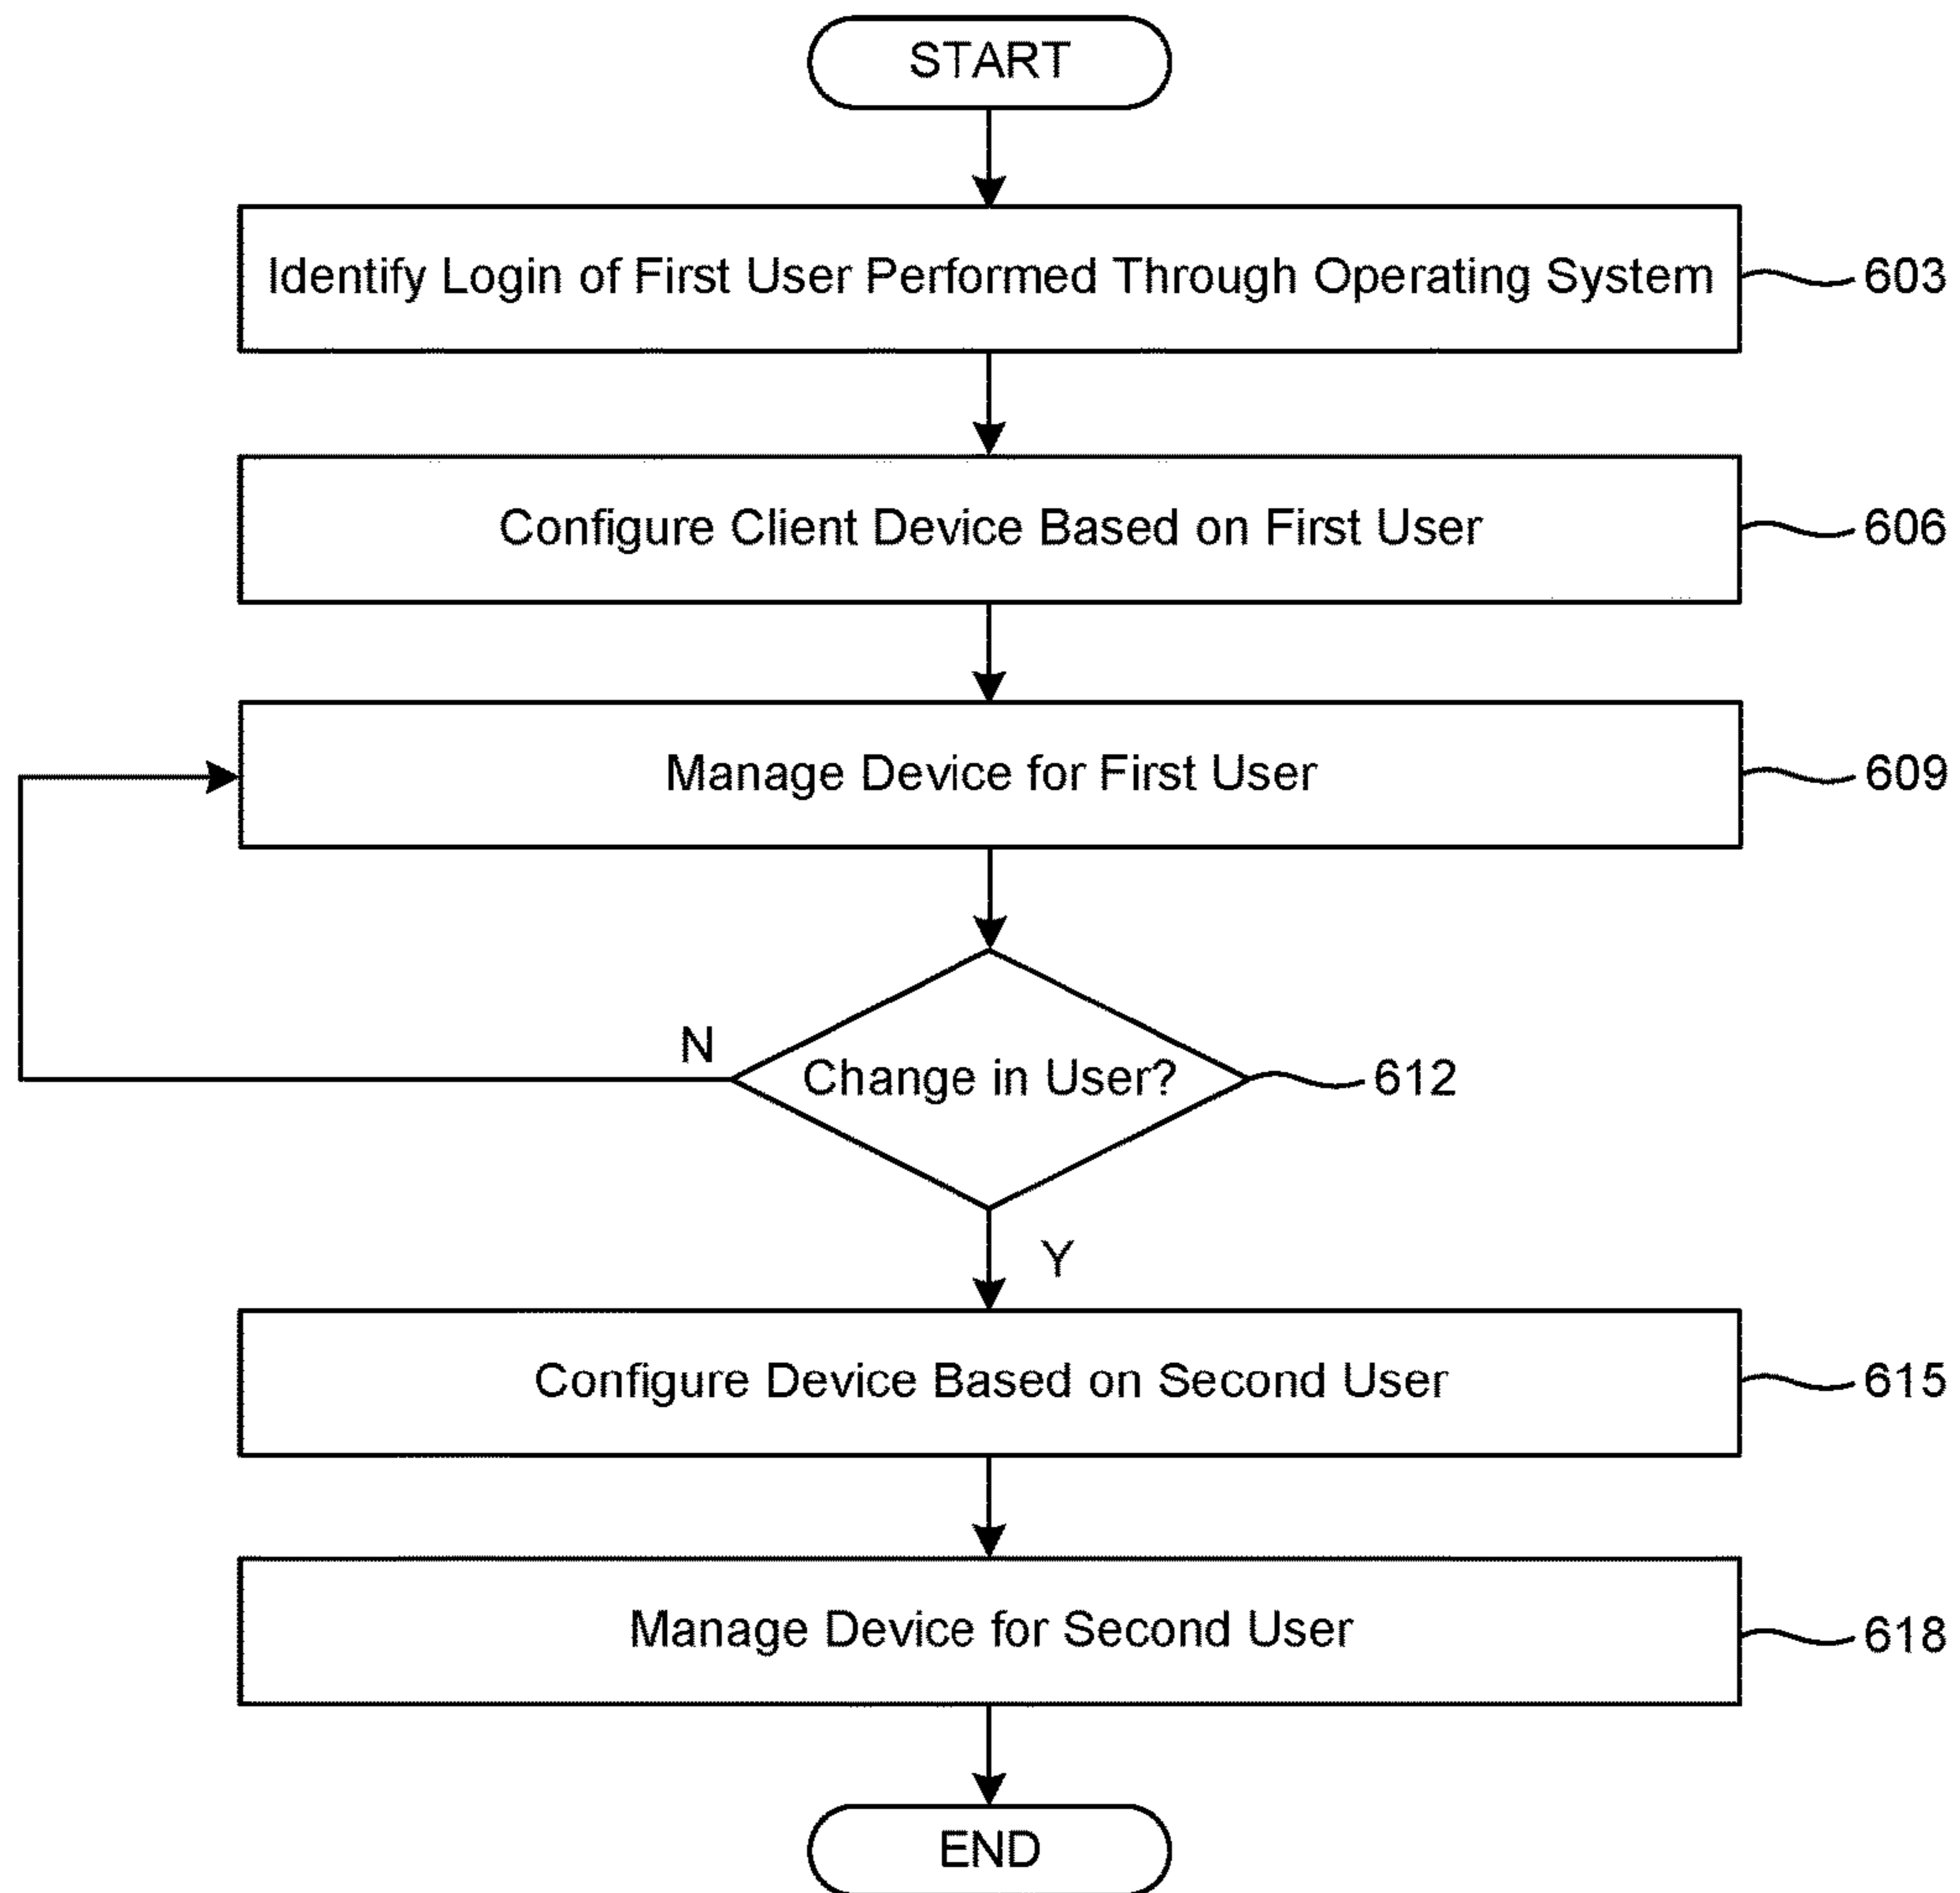 START
Identify Login of First User Performed Through Operating System
603
Configure Client Device Based on First User
606
Manage Device for First User
609
N
Change in User?
612
Y
Configure Device Based on Second User
615
Manage Device for Second User
618
END